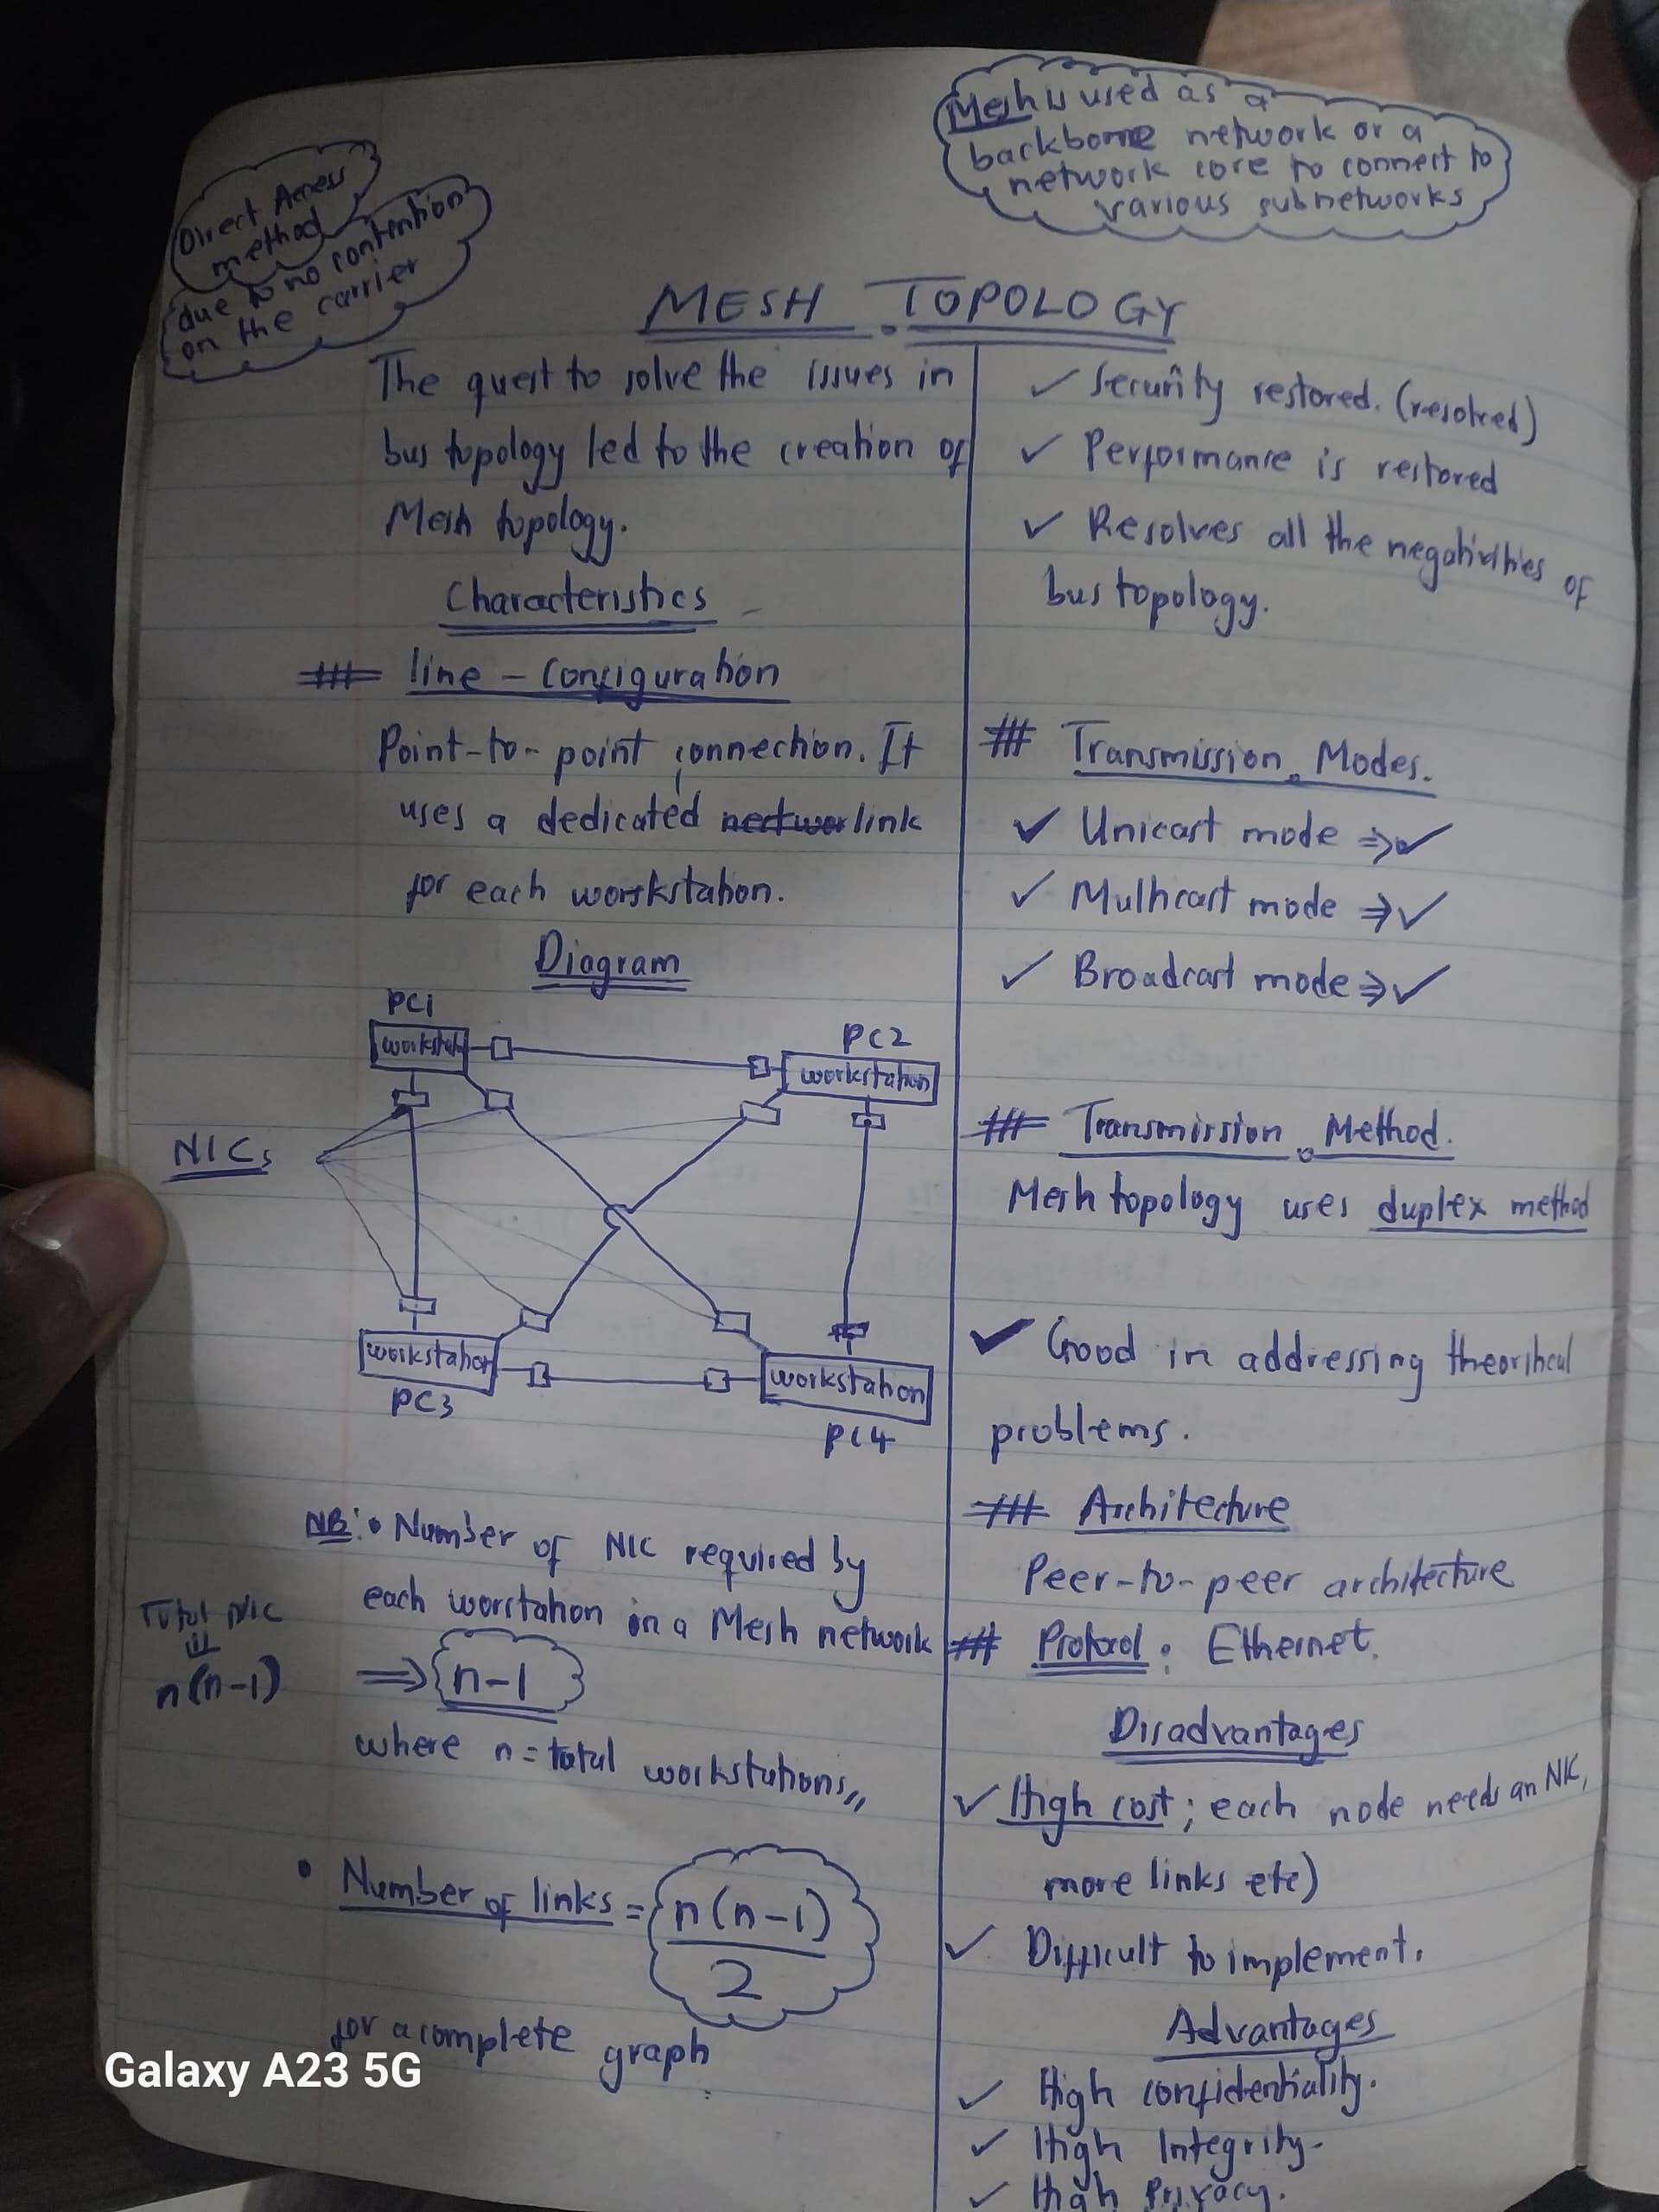 Mesh is used as a
backbone network or a
network core to connect to
various subnetworks
Direct Access
method
due to no contention
on the carrier
MESH TOPOLOGY
The quest to solve the issues in
bus topology led to the creation of
Mesh topology.
Characteristics
# line - Configuration
Point-to-point connection. It
uses a dedicated link
for each workstation.
Diagram
PC1
workstat
PC2
workstation
NICs
workstation
PC3
workstation
PC4
NB: • Number of NIC required by
each worstation in a Mesh network
Total NIC
⇓
n(n-1)
⇒ n-1
where n = total workstations,,
• Number of links = n(n-1)
2
for a complete graph.
✓ Security restored. (resolved)
✓ Performance is restored
✓ Resolves all the negativities of
bus topology.
# Transmission Modes.
✓ Unicast mode ⇒ ✓
✓ Multicast mode ⇒ ✓
✓ Broadcast mode ⇒ ✓
# Transmission Method.
Mesh topology uses duplex method
✓ Good in addressing theoritical
problems.
# Architecture
Peer-to-peer architecture
# Protocol: Ethernet.
Disadvantages
✓ High cost; each node needs an NIC,
more links etc)
✓ Difficult to implement.
Advantages
✓ High confidentiality.
✓ High Integrity.
✓ High Privacy.
Galaxy A23 5G